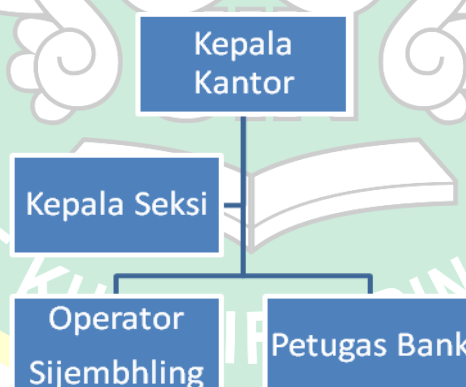 Kepala
Kantor
Kepala Seksi
Operator
Sijembhling
Petugas Bank